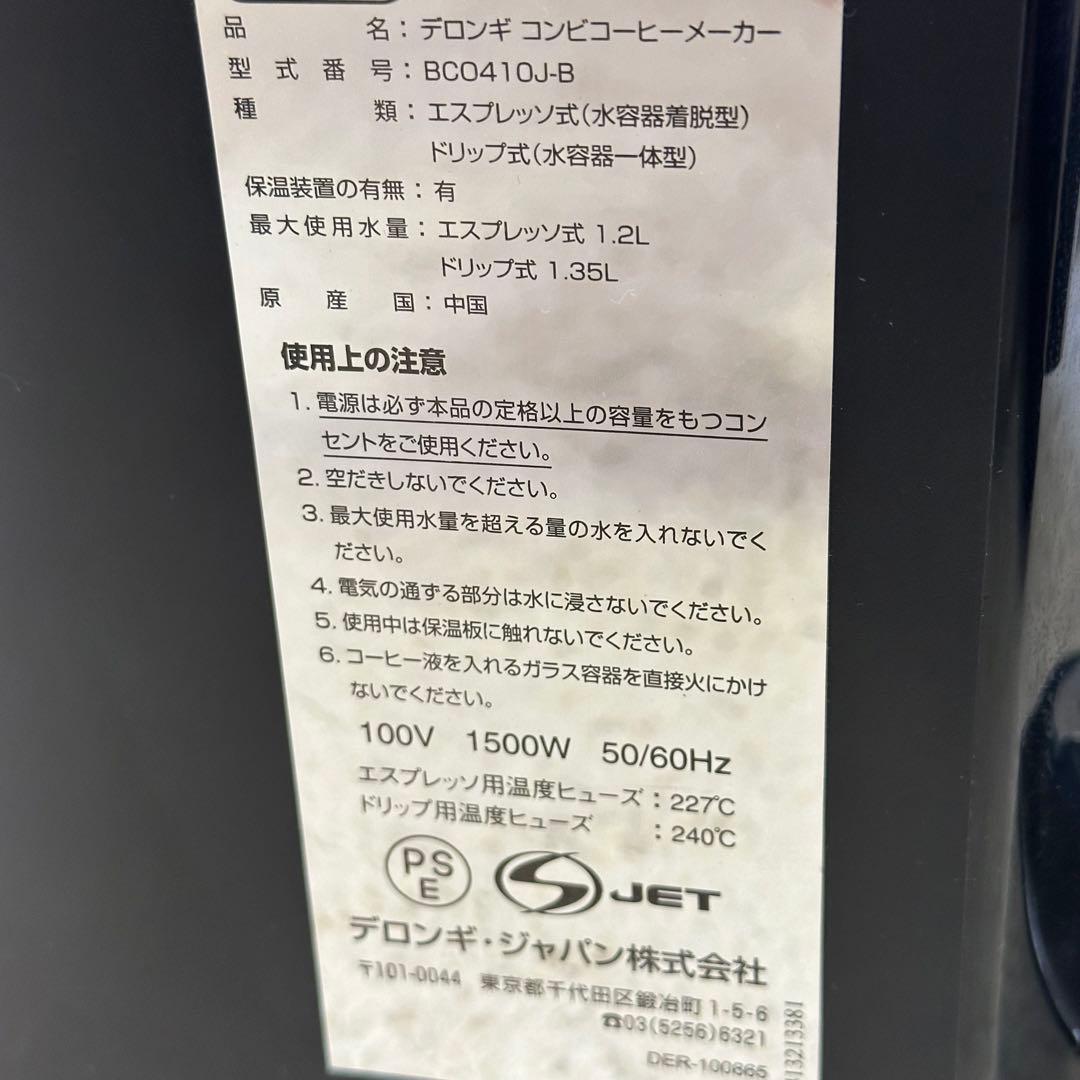 品名：デロンギ コンビコーヒーメーカー
型式番号：BCO410J-B
種類：エスプレッソ式（水容器着脱型）
ドリップ式（水容器一体型）
保温装置の有無：有
最大使用水量：エスプレッソ式 1.2L
ドリップ式 1.35L
原産国：中国
使用上の注意
1. 電源は必ず本品の定格以上の容量をもつコン
セントをご使用ください。
2. 空だきしないでください。
3. 最大使用水量を超える量の水を入れないでく
ださい。
4. 電気の通ずる部分は水に浸さないでください。
5. 使用中は保温板に触れないでください。
6. コーヒー液を入れるガラス容器を直接火にかけ
ないでください。
100V 1500W 50/60Hz
エスプレッソ用温度ヒューズ：227℃
ドリップ用温度ヒューズ：240℃
PS
E
JET
デロンギ・ジャパン株式会社
〒101-0044 東京都千代田区鍛冶町1-5-6
☎03(5256)6321
DER-100665
13213381